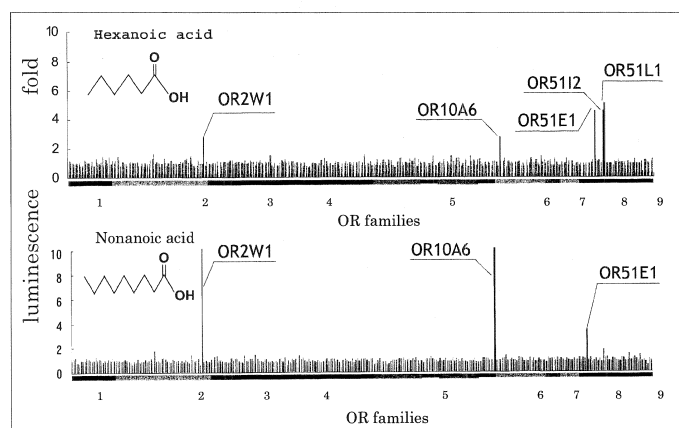 10
Hexanoic acid
O
OH
8
fold
6
OR51L1
OR51I2
4
OR2W1
OR10A6
OR51E1
2
0
1 2 3 4 5 6 7 8 9
OR families
luminescence
Nonanoic acid
10
O
OH
OR2W1
OR10A6
8
OR51E1
6
4
2
0
1 2 3 4 5 6 7 8 9
OR families